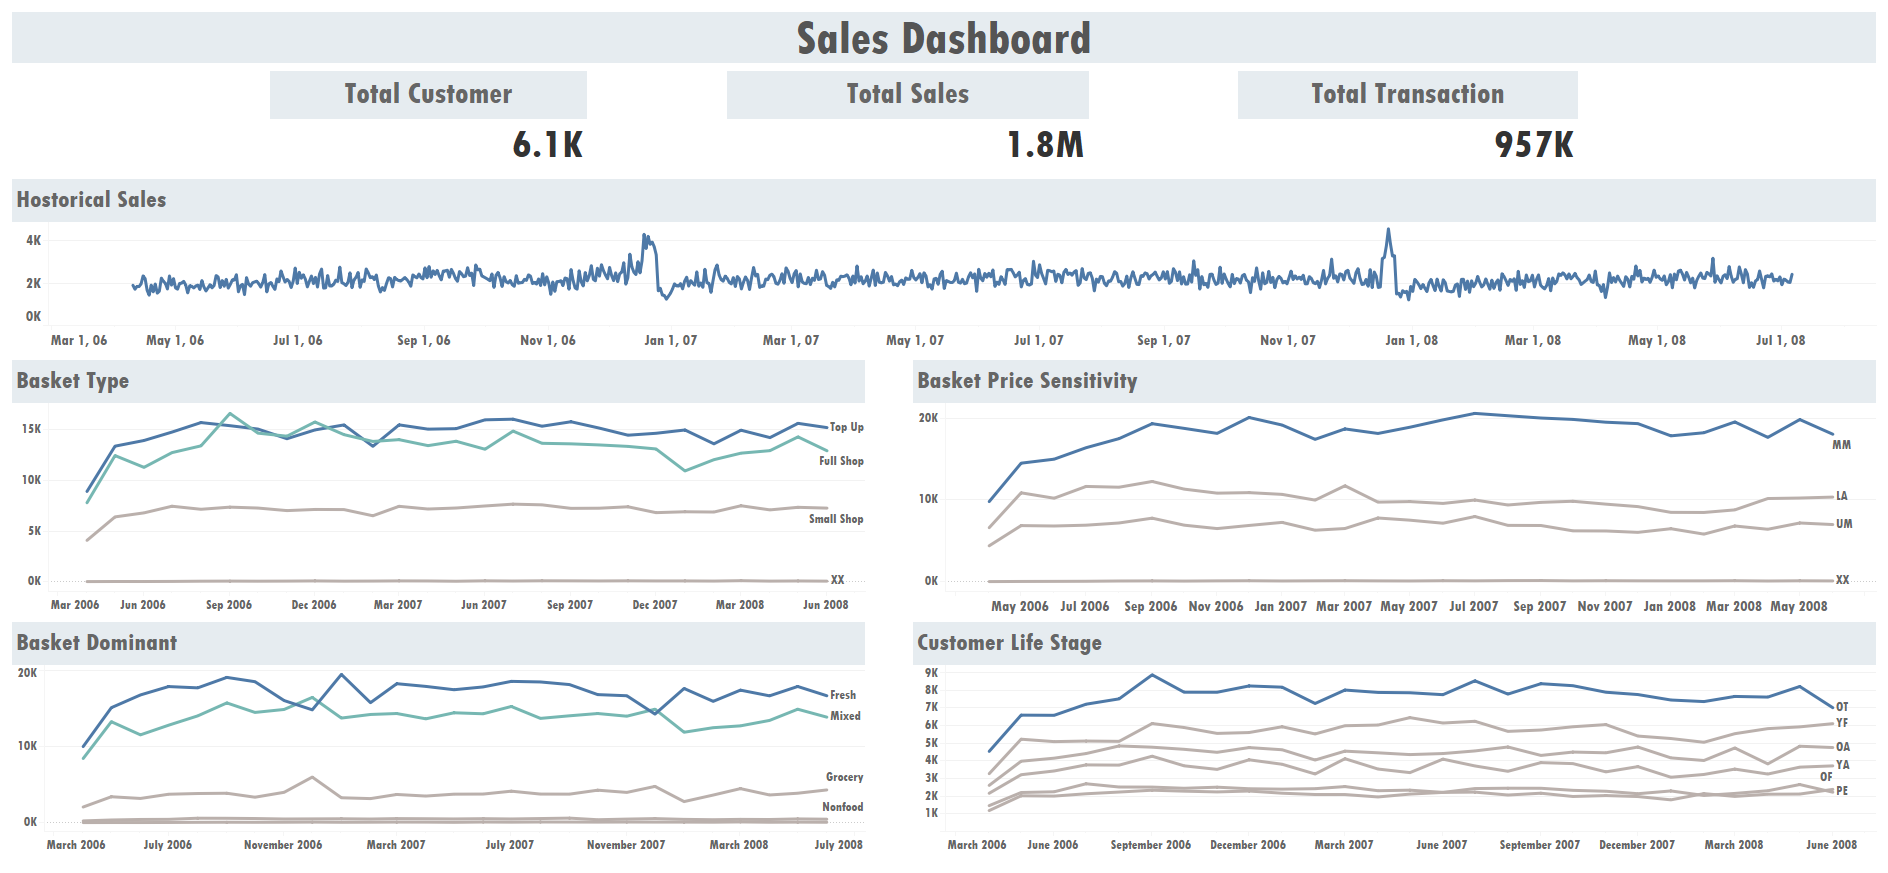 Sales Dashboard
Total Customer Total Sales Total Transaction
6.1K 1.8M 957K
Hostorical Sales
4K
2K
0K
Mar 1, 06 May 1, 06 Jul 1, 06 Sep 1, 06 Nov 1, 06 Jan 1, 07 Mar 1, 07 May 1, 07 Jul 1, 07 Sep 1, 07 Nov 1, 07 Jan 1, 08 Mar 1, 08 May 1, 08 Jul 1, 08
Basket Type
15K
10K
5K
0K
Top Up
Full Shop
Small Shop
XX
Mar 2006 Jun 2006 Sep 2006 Dec 2006 Mar 2007 Jun 2007 Sep 2007 Dec 2007 Mar 2008 Jun 2008
Basket Price Sensitivity
20K
10K
0K
MM
LA
UM
XX
May 2006 Jul 2006 Sep 2006 Nov 2006 Jan 2007 Mar 2007 May 2007 Jul 2007 Sep 2007 Nov 2007 Jan 2008 Mar 2008 May 2008
Basket Dominant
20K
10K
0K
Fresh
Mixed
Grocery
Nonfood
March 2006 July 2006 November 2006 March 2007 July 2007 November 2007 March 2008 July 2008
Customer Life Stage
9K
8K
7K
6K
5K
4K
3K
2K
1K
OT
YF
OA
YA
OF
PE
March 2006 June 2006 September 2006 December 2006 March 2007 June 2007 September 2007 December 2007 March 2008 June 2008